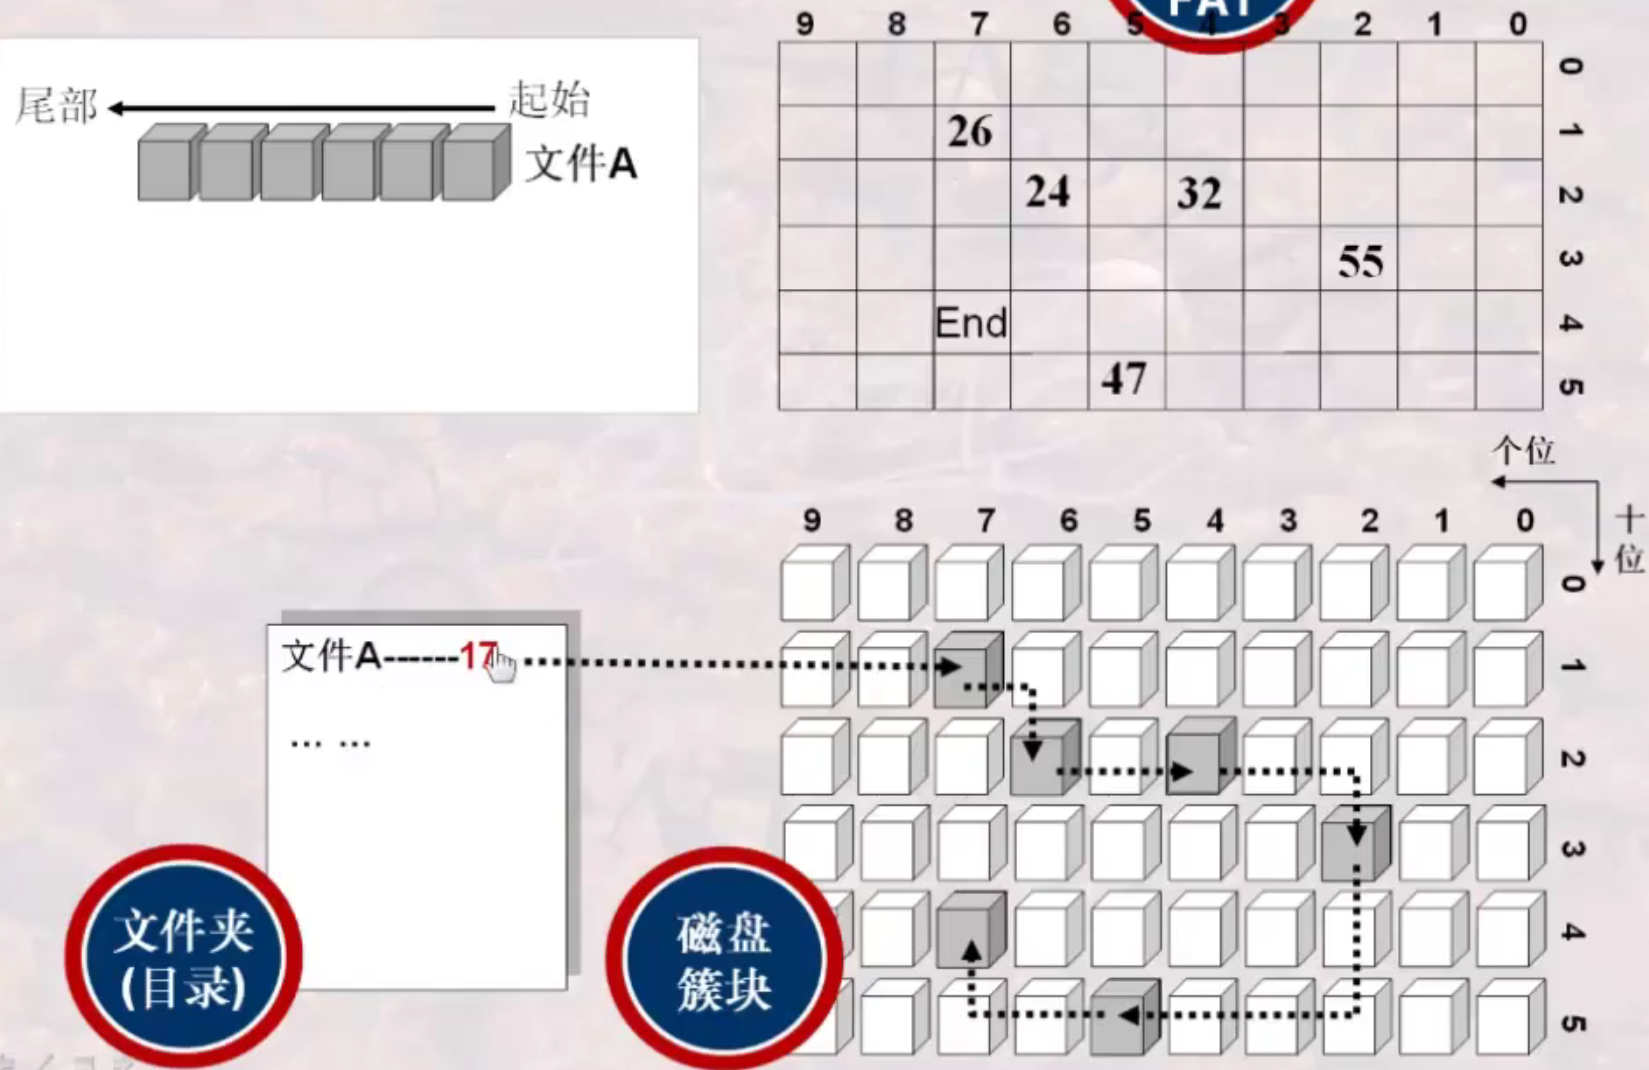 FAT
9 8 7 6 5 4 3 2 1 0
尾部 起始
文件A
0
26 1
24 32 2
55 3
End 4
47 5
个位
十位
9 8 7 6 5 4 3 2 1 0
0
文件A------17 1
... ... 2
3
文件夹
(目录)
磁盘
簇块
4
5